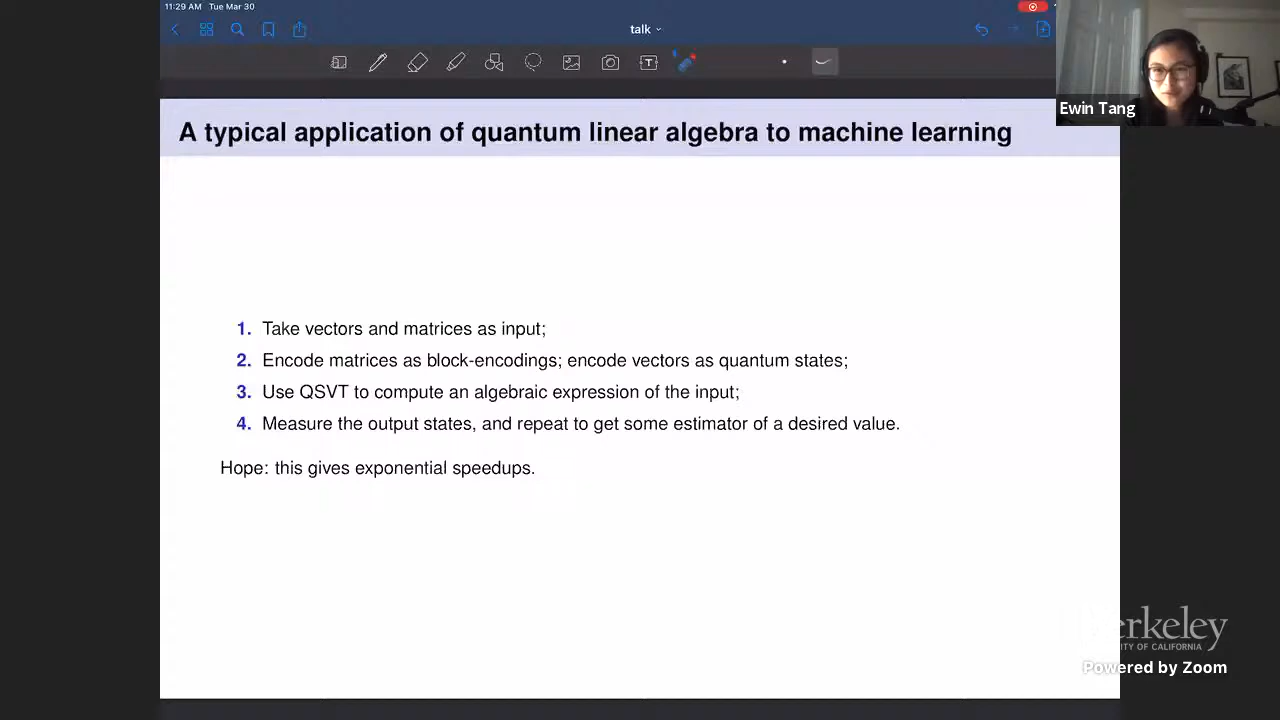 11:29 AM Tue Mar 30
talk
Ewin Tang
A typical application of quantum linear algebra to machine learning
1. Take vectors and matrices as input;
2. Encode matrices as block-encodings; encode vectors as quantum states;
3. Use QSVT to compute an algebraic expression of the input;
4. Measure the output states, and repeat to get some estimator of a desired value.
Hope: this gives exponential speedups.
Berkeley
ITY OF CALIFORNIA
Powered by Zoom